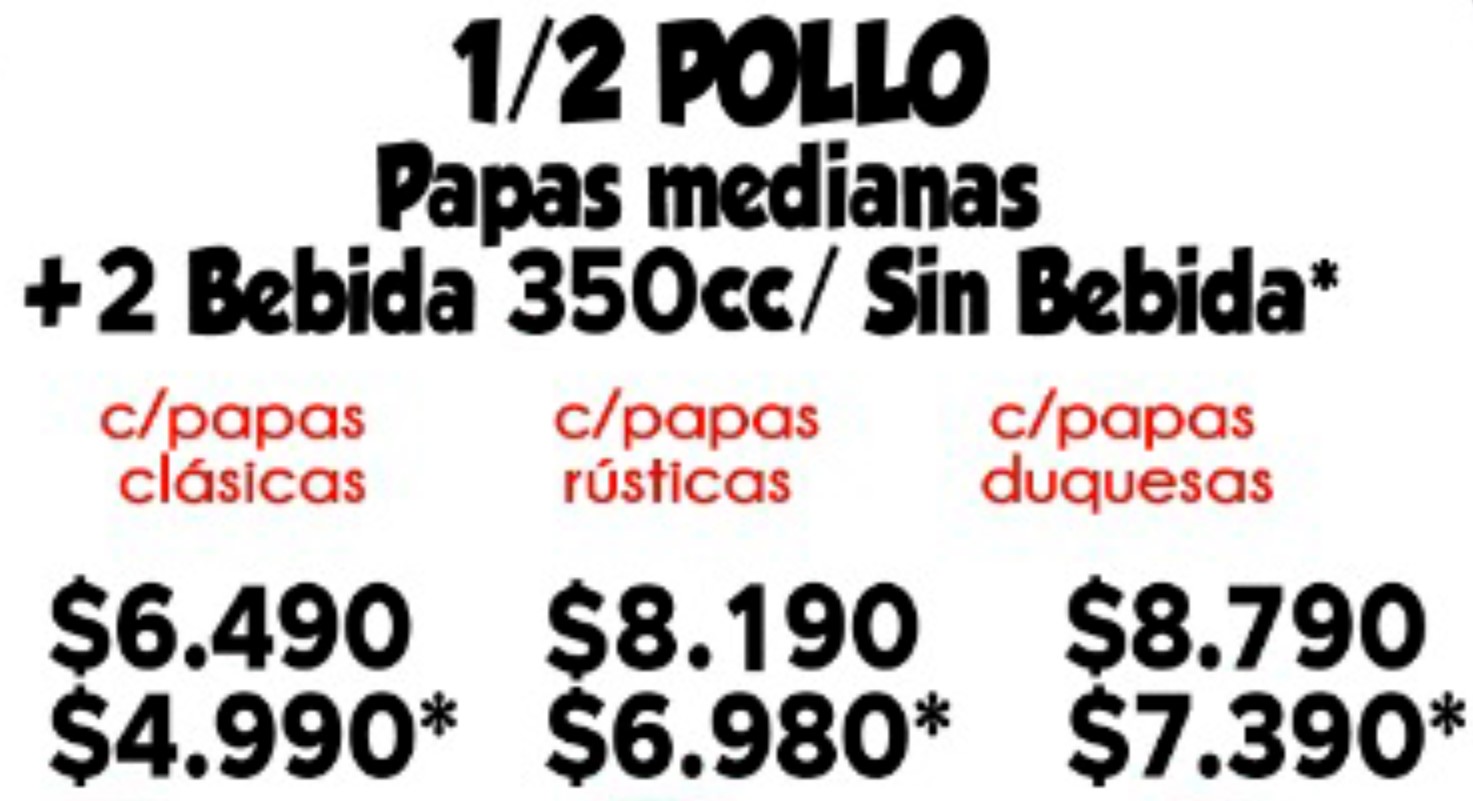 1/2 POLLO
Papas medianas
+2 Bebida 350cc/ Sin Bebida*
c/papas clásicas
c/papas rústicas
c/papas duquesas
$6.490 $8.190 $8.790
$4.990* $6.980* $7.390*